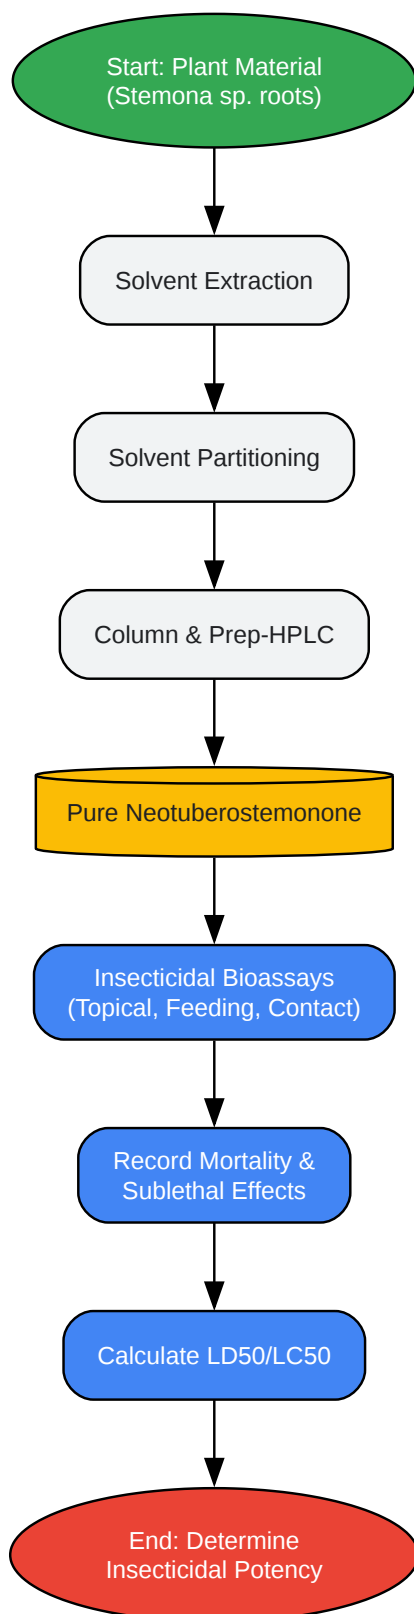 Start: Plant Material
(Stemona sp. roots)
Solvent Extraction
Solvent Partitioning
Column & Prep-HPLC
Pure Neotuberostemonone
Insecticidal Bioassays
(Topical, Feeding, Contact)
Record Mortality &
Sublethal Effects
Calculate LD50/LC50
End: Determine
Insecticidal Potency